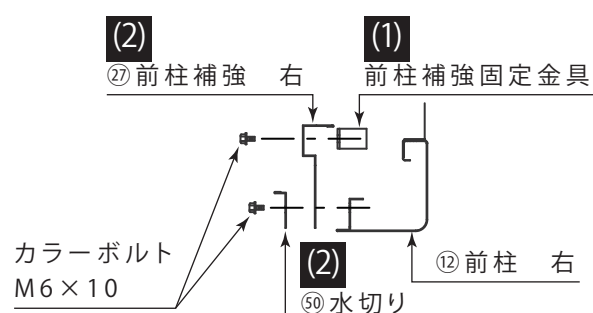 (2)
㉗前柱補強　右
(1)
前柱補強固定金具
カラーボルト
M6×10
(2)
㊿水切り
⑫前柱　右